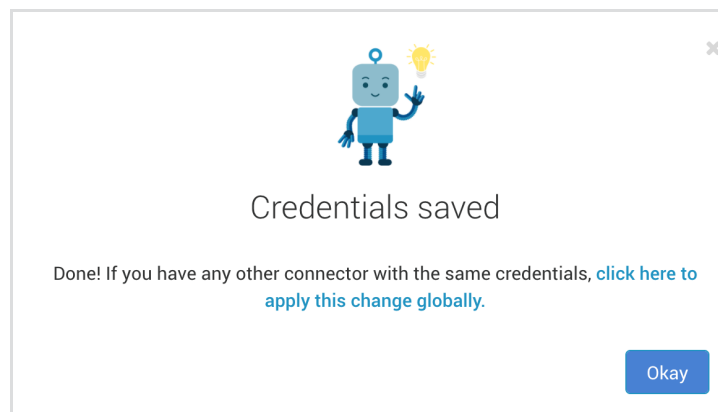 Credentials saved
Done! If you have any other connector with the same credentials, click here to
apply this change globally.
Okay